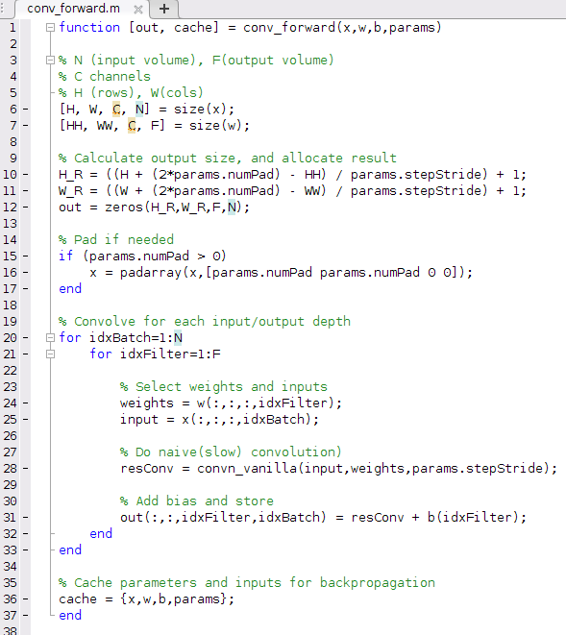 conv_forward.m × +
1 function [out, cache] = conv_forward(x,w,b,params)
2
3 % N (input volume), F(output volume)
4 % C channels
5 % H (rows), W(cols)
6 - [H, W, C, N] = size(x);
7 - [HH, WW, C, F] = size(w);
8
9 % Calculate output size, and allocate result
10 - H_R = ((H + (2*params.numPad) - HH) / params.stepStride) + 1;
11 - W_R = ((W + (2*params.numPad) - WW) / params.stepStride) + 1;
12 - out = zeros(H_R,W_R,F,N);
13
14 % Pad if needed
15 - if (params.numPad > 0)
16 - x = padarray(x,[params.numPad params.numPad 0 0]);
17 - end
18
19 % Convolve for each input/output depth
20 - for idxBatch=1:N
21 - for idxFilter=1:F
22
23 % Select weights and inputs
24 - weights = w(:,:,:,idxFilter);
25 - input = x(:,:,:,idxBatch);
26
27 % Do naive(slow) convolution)
28 - resConv = convn_vanilla(input,weights,params.stepStride);
29
30 % Add bias and store
31 - out(:,:,idxFilter,idxBatch) = resConv + b(idxFilter);
32 - end
33 - end
34
35 % Cache parameters and inputs for backpropagation
36 - cache = {x,w,b,params};
37 - end
38